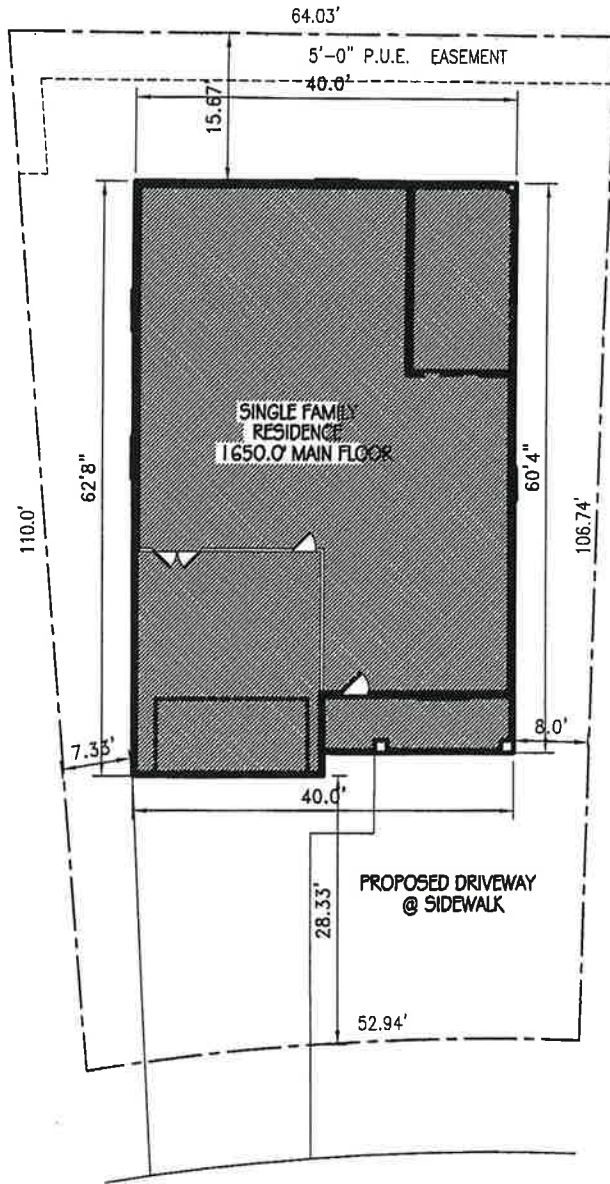 64.03'
5'-0" P.U.E. EASEMENT
40.0'
15.67'
SINGLE FAMILY
RESIDENCE
1650.0' MAIN FLOOR
62'8"
60'4"
110.0'
106.74'
7.33'
8.0'
40.0'
28.33'
PROPOSED DRIVEWAY
@ SIDEWALK
52.94'